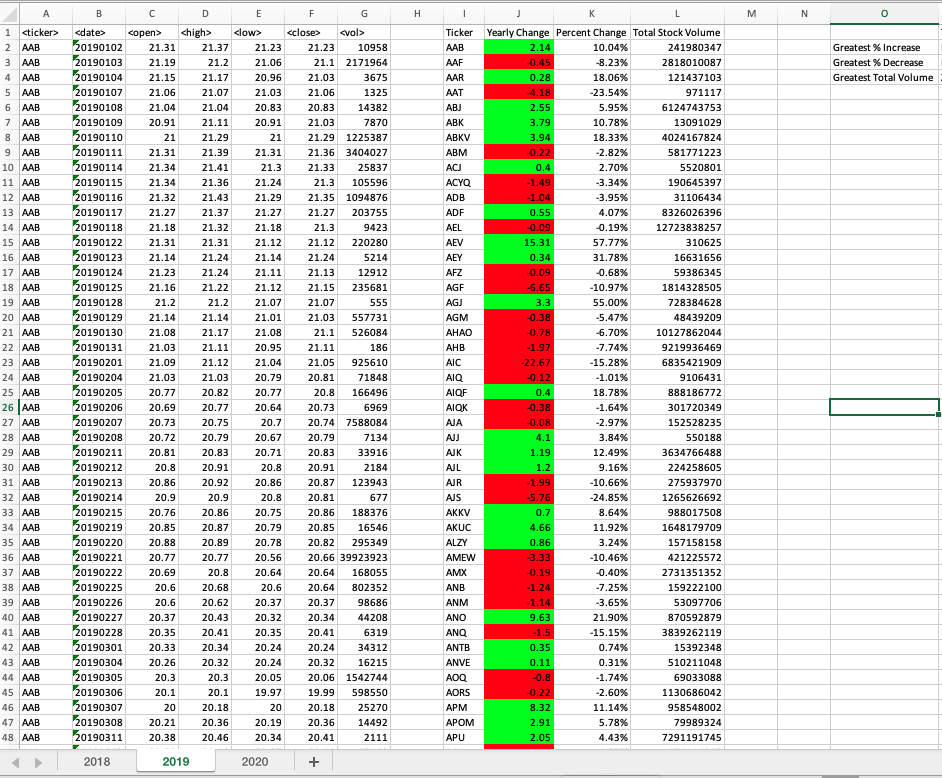 A B C D E F G H I J K L M N O
1 <ticker> <date> <open> <high> <low> <close> <vol> Ticker Yearly Change Percent Change Total Stock Volume
2 AAB 20190102 21.31 21.37 21.23 21.23 10958 AAB 2.14 10.04% 241980347 Greatest % Increase
3 AAB 20190103 21.19 21.2 21.06 21.1 2171964 AAF -0.45 -8.23% 2818010087 Greatest % Decrease
4 AAB 20190104 21.15 21.17 20.96 21.03 3675 AAR 0.28 18.06% 121437103 Greatest Total Volume
5 AAB 20190107 21.06 21.07 21.03 21.06 1325 AAT -4.18 -23.54% 971117
6 AAB 20190108 21.04 21.04 20.83 20.83 14382 ABJ 2.55 5.95% 6124743753
7 AAB 20190109 20.91 21.11 20.91 21.03 7870 ABK 3.79 10.78% 13091029
8 AAB 20190110 21 21.29 21 21.29 1225387 ABKV 3.94 18.33% 4024167824
9 AAB 20190111 21.31 21.39 21.31 21.36 3404027 ABM -0.22 -2.82% 581771223
10 AAB 20190114 21.34 21.41 21.3 21.33 25837 ACJ 0.4 2.70% 5520801
11 AAB 20190115 21.34 21.36 21.24 21.3 105596 ACYQ -1.49 -3.34% 190645397
12 AAB 20190116 21.32 21.43 21.29 21.35 1094876 ADB -1.04 -3.95% 31106434
13 AAB 20190117 21.27 21.37 21.27 21.27 203755 ADF 0.55 4.07% 8326026396
14 AAB 20190118 21.18 21.32 21.18 21.3 9423 AEL -0.09 -0.19% 12723838257
15 AAB 20190122 21.31 21.31 21.12 21.12 220280 AEV 15.31 57.77% 310625
16 AAB 20190123 21.14 21.24 21.14 21.24 5214 AEY 0.34 31.78% 16631656
17 AAB 20190124 21.23 21.24 21.11 21.13 12912 AFZ -0.09 -0.68% 59386345
18 AAB 20190125 21.16 21.22 21.12 21.15 235681 AGF -6.65 -10.97% 1814328505
19 AAB 20190128 21.2 21.2 21.07 21.07 555 AGJ 3.3 55.00% 728384628
20 AAB 20190129 21.14 21.14 21.01 21.03 557731 AGM -0.38 -5.47% 48439209
21 AAB 20190130 21.08 21.17 21.08 21.1 526084 AHAO -0.78 -6.70% 10127862044
22 AAB 20190131 21.03 21.11 20.95 21.11 186 AHB -1.97 -7.74% 9219936469
23 AAB 20190201 21.09 21.12 21.04 21.05 925610 AIC -22.67 -15.28% 6835421909
24 AAB 20190204 21.03 21.03 20.79 20.81 71848 AIQ -0.12 -1.01% 9106431
25 AAB 20190205 20.77 20.82 20.77 20.8 166496 AIQF 0.4 18.78% 888186772
26 AAB 20190206 20.69 20.77 20.64 20.73 6969 AIQK -0.38 -1.64% 301720349
27 AAB 20190207 20.73 20.75 20.7 20.74 7588084 AJA -0.08 -2.97% 152528235
28 AAB 20190208 20.72 20.79 20.67 20.79 7134 AJJ 4.1 3.84% 550188
29 AAB 20190211 20.81 20.83 20.71 20.83 33916 AJK 1.19 12.49% 3634766488
30 AAB 20190212 20.8 20.91 20.8 20.91 2184 AJL 1.2 9.16% 224258605
31 AAB 20190213 20.86 20.92 20.86 20.87 123943 AJR -1.99 -10.66% 275937970
32 AAB 20190214 20.9 20.9 20.8 20.81 677 AJS -5.76 -24.85% 1265626692
33 AAB 20190215 20.76 20.86 20.75 20.86 188376 AKKV 0.7 8.64% 988017508
34 AAB 20190219 20.85 20.87 20.79 20.85 16546 AKUC 4.66 11.92% 1648179709
35 AAB 20190220 20.88 20.89 20.78 20.82 295349 ALZY 0.86 3.24% 157158158
36 AAB 20190221 20.77 20.77 20.56 20.66 39923923 AMEW -3.33 -10.46% 421225572
37 AAB 20190222 20.69 20.8 20.64 20.64 168055 AMX -0.19 -0.40% 2731351352
38 AAB 20190225 20.6 20.68 20.6 20.64 802352 ANB -1.24 -7.25% 159222100
39 AAB 20190226 20.6 20.62 20.37 20.37 98686 ANM -1.14 -3.65% 53097706
40 AAB 20190227 20.37 20.43 20.32 20.34 44208 ANO 9.63 21.90% 870592879
41 AAB 20190228 20.35 20.41 20.35 20.41 6319 ANQ -1.5 -15.15% 3839262119
42 AAB 20190301 20.33 20.34 20.24 20.24 34312 ANTB 0.35 0.74% 15392348
43 AAB 20190304 20.26 20.32 20.24 20.32 16215 ANVE 0.11 0.31% 510211048
44 AAB 20190305 20.3 20.3 20.05 20.06 1542744 AOQ -0.8 -1.74% 69033088
45 AAB 20190306 20.1 20.1 19.97 19.99 598550 AORS -0.22 -2.60% 1130686042
46 AAB 20190307 20 20.18 20 20.18 25270 APM 8.32 11.14% 958548002
47 AAB 20190308 20.21 20.36 20.19 20.36 14492 APOM 2.91 5.78% 79989324
48 AAB 20190311 20.38 20.46 20.34 20.41 2111 APU 2.05 4.43% 7291191745
2018 2019 2020 +